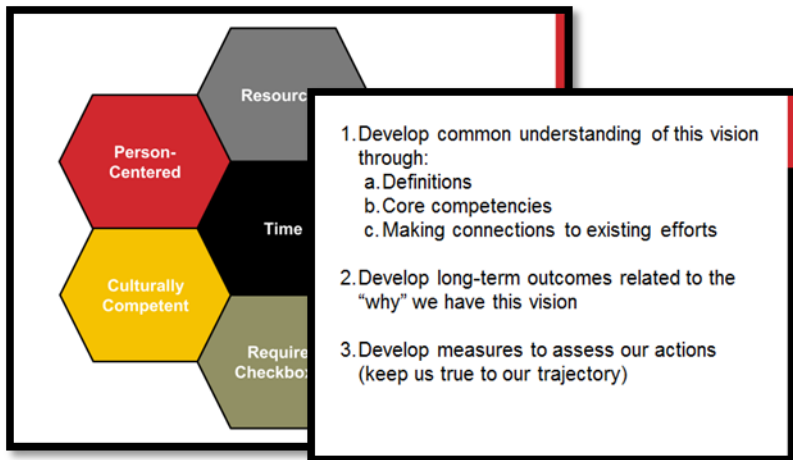 Resourc
Person-
Centered
Time
Culturally
Competent
Require
Checkbox
1. Develop common understanding of this vision
through:
a. Definitions
b. Core competencies
c. Making connections to existing efforts
2. Develop long-term outcomes related to the
“why” we have this vision
3. Develop measures to assess our actions
(keep us true to our trajectory)